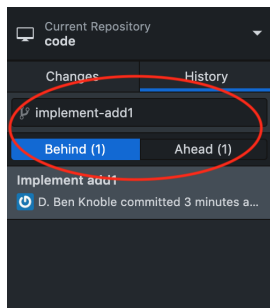 Current Repository
code
Changes History
implement-add1
Behind (1) Ahead (1)
Implement add1
D. Ben Knoble committed 3 minutes a...